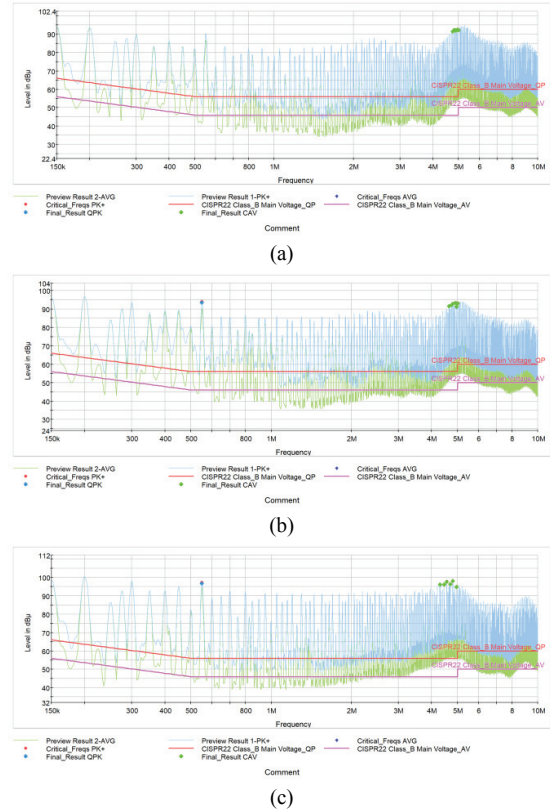 102.4
90
80
70
60
50
40
30
22.4
Level in dBµ
CISPR22 Class_B Main Voltage_QP
CISPR22 Class_B Main Voltage_AV
150k 300 400 500 800 1M 2M 3M 4M 5M 6 8 10M
Frequency
Preview Result 2-AVG Preview Result 1-PK+ Critical_Freqs AVG
Critical_Freqs PK+ CISPR22 Class_B Main Voltage_QP CISPR22 Class_B Main Voltage_AV
Final_Result QPK Final_Result CAV
Comment
(a)
104
100
90
80
70
60
50
40
30
24
Level in dBµ
CISPR22 Class_B Main Voltage_QP
CISPR22 Class_B Main Voltage_AV
150k 300 400 500 800 1M 2M 3M 4M 5M 6 8 10M
Frequency
Preview Result 2-AVG Preview Result 1-PK+ Critical_Freqs AVG
Critical_Freqs PK+ CISPR22 Class_B Main Voltage_QP CISPR22 Class_B Main Voltage_AV
Final_Result QPK Final_Result CAV
Comment
(b)
112
100
90
80
70
60
50
40
32
Level in dBµ
CISPR22 Class_B Main Voltage_QP
CISPR22 Class_B Main Voltage_AV
150k 300 400 500 800 1M 2M 3M 4M 5M 6 8 10M
Frequency
Preview Result 2-AVG Preview Result 1-PK+ Critical_Freqs AVG
Critical_Freqs PK+ CISPR22 Class_B Main Voltage_QP CISPR22 Class_B Main Voltage_AV
Final_Result QPK Final_Result CAV
Comment
(c)